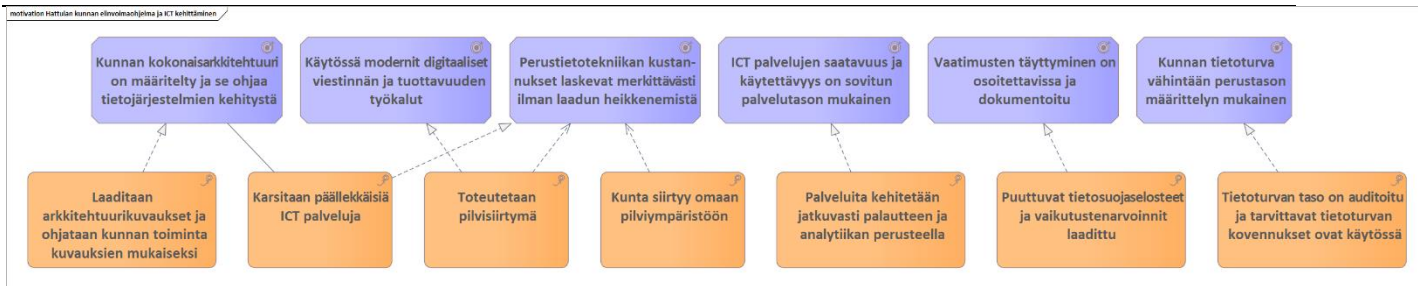 motivation Hattulan kunnan elinvoimaohjelma ja ICT kehittäminen
Kunnan kokonaisarkkitehtuuri
on määritelty ja se ohjaa
tietojärjestelmien kehitystä
Käytössä modernit digitaaliset
viestinnän ja tuottavuuden
työkalut
Perustietotekniikan kustan-
nukset laskevat merkittävästi
ilman laadun heikkenemistä
ICT palvelujen saatavuus ja
käytettävyys on sovitun
palvelutason mukainen
Vaatimusten täyttyminen on
osoitettavissa ja
dokumentoitu
Kunnan tietoturva
vähintään perustason
määrittelyn mukainen
Laaditaan
arkkitehtuurikuvaukset ja
ohjataan kunnan toiminta
kuvauksien mukaiseksi
Karsitaan päällekkäisiä
ICT palveluja
Toteutetaan
pilvisiirtymä
Kunta siirtyy omaan
pilviympäristöön
Palveluita kehitetään
jatkuvasti palautteen ja
analytiikan perusteella
Puuttuvat tietosuojaselosteet
ja vaikutustenarvoinnit
laadittu
Tietoturvan taso on auditoitu
ja tarvittavat tietoturvan
kovennukset ovat käytössä